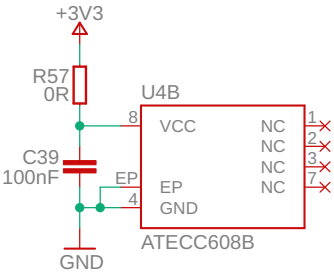 +3V3
R57
0R
U4B
8 VCC NC 1
NC 2
C39
100nF
NC 3
EP EP NC 7
4 GND
ATECC608B
GND